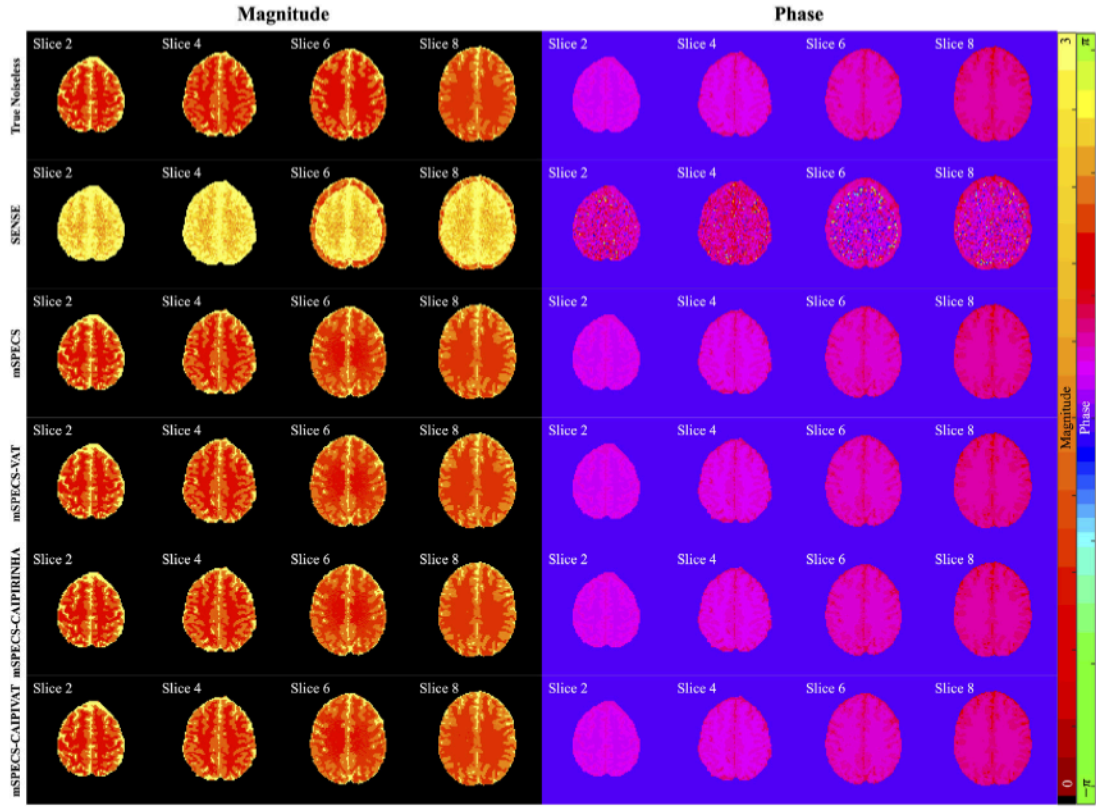 Magnitude Phase
True Noiseless
Slice 2 Slice 4 Slice 6 Slice 8 Slice 2 Slice 4 Slice 6 Slice 8
SENSE
Slice 2 Slice 4 Slice 6 Slice 8 Slice 2 Slice 4 Slice 6 Slice 8
mSPECS
Slice 2 Slice 4 Slice 6 Slice 8 Slice 2 Slice 4 Slice 6 Slice 8
mSPECS-VAT
Slice 2 Slice 4 Slice 6 Slice 8 Slice 2 Slice 4 Slice 6 Slice 8
mSPECS-CAIPIRINHA
Slice 2 Slice 4 Slice 6 Slice 8 Slice 2 Slice 4 Slice 6 Slice 8
mSPECS-CAIPIVAT
Slice 2 Slice 4 Slice 6 Slice 8 Slice 2 Slice 4 Slice 6 Slice 8
0 Magnitude 3
−π Phase π